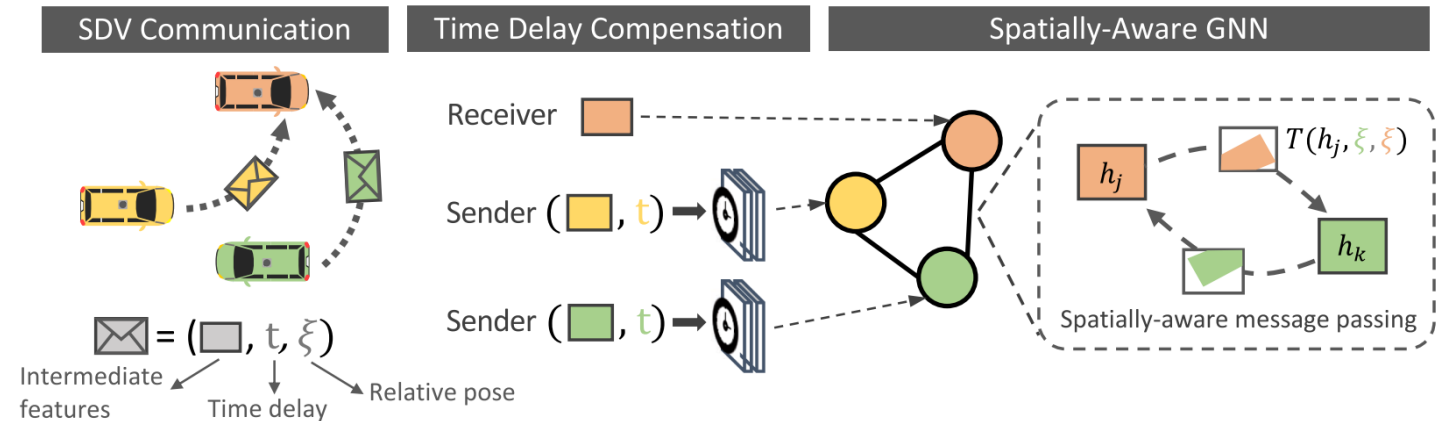 SDV Communication
Time Delay Compensation
Spatially-Aware GNN
Receiver
Sender ( , t)
Sender ( , t)
= ( , t, ξ)
Intermediate
features
Time delay
Relative pose
h_j
T(h_j, ξ, ξ)
h_k
Spatially-aware message passing